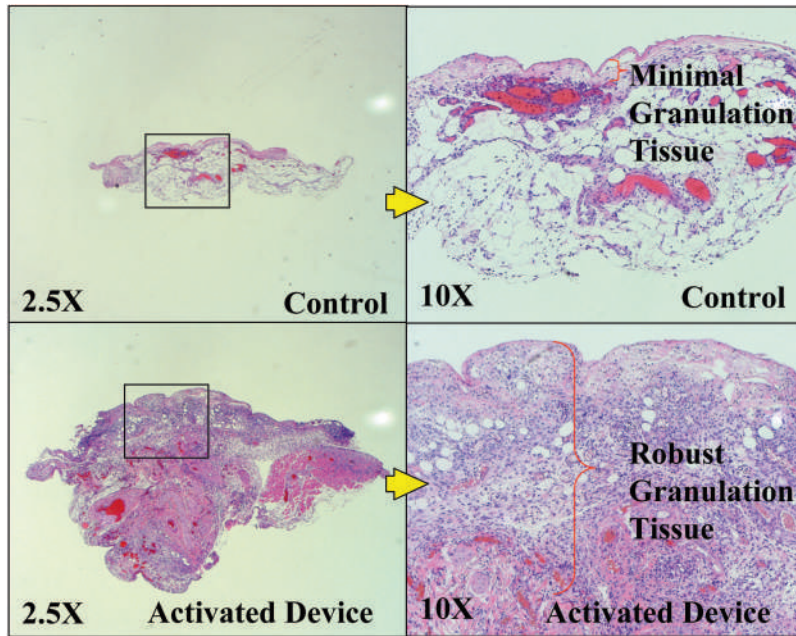 2.5X
Control
Minimal
Granulation
Tissue
10X
Control
2.5X
Activated Device
Robust
Granulation
Tissue
10X
Activated Device